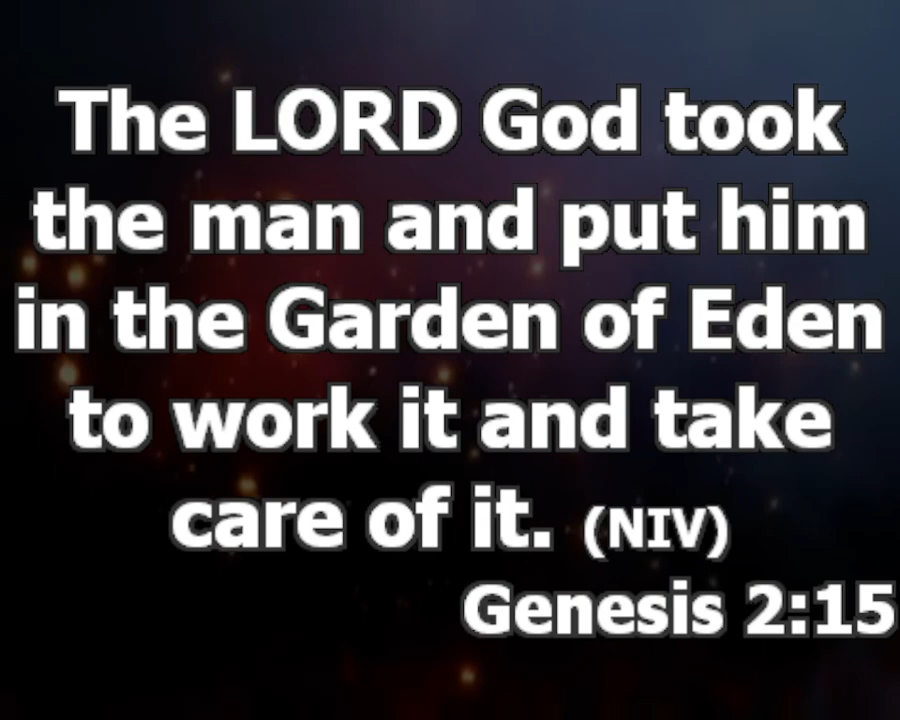 The LORD God took
the man and put him
in the Garden of Eden
to work it and take
care of it. (NIV)
Genesis 2:15